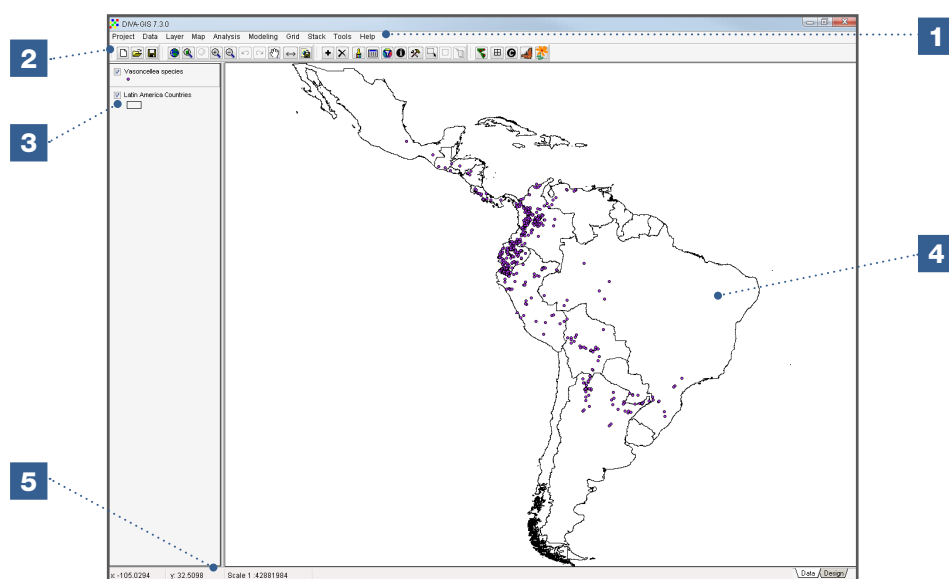 DIVA-GIS 7.3.0
Project Data Layer Map Analysis Modeling Grid Stack Tools Help
1
2
Vasoncellea species
Latin America Countries
3
4
5
x: -105.0294 y: 32.5098 Scale 1 :42881984
Data Design